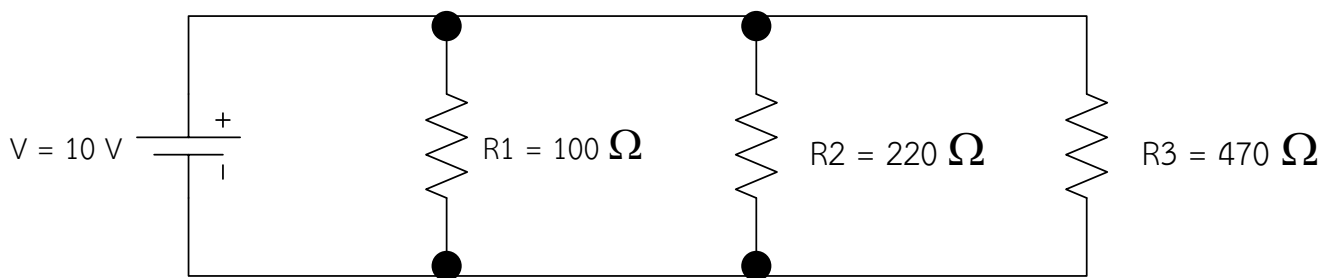 +
V = 10 V
–
R1 = 100 Ω
R2 = 220 Ω
R3 = 470 Ω